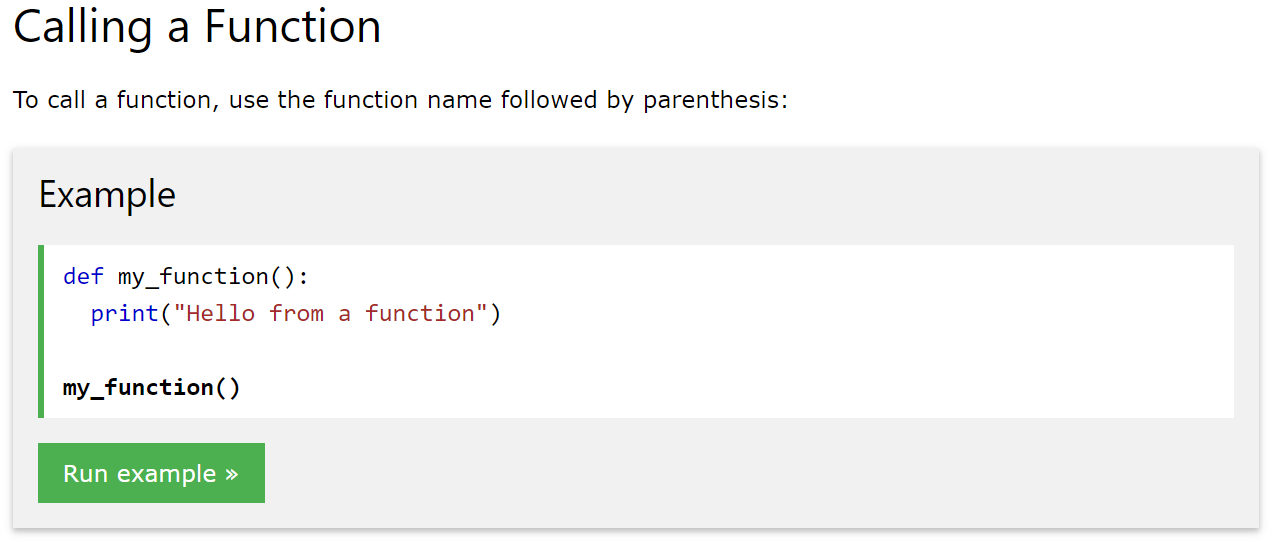 Calling a Function
To call a function, use the function name followed by parenthesis:
Example
def my_function():
  print("Hello from a function")
my_function()
Run example »